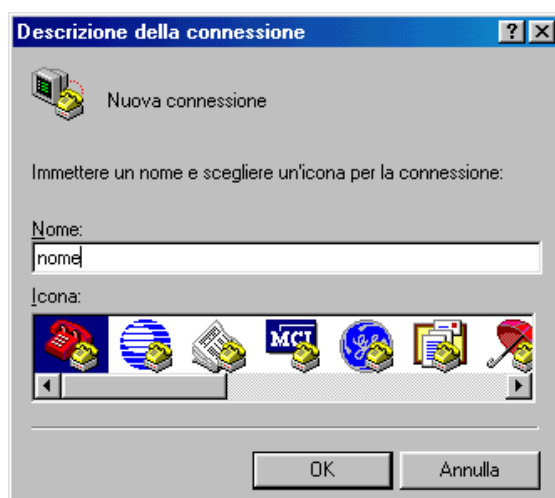 Descrizione della connessione
Nuova connessione
Immettere un nome e scegliere un'icona per la connessione:
Nome:
nome
Icona:
MCI
OK Annulla